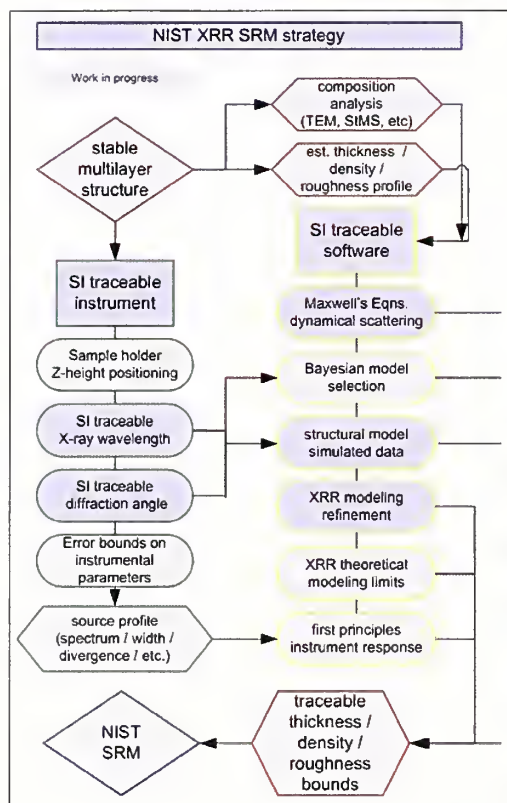 NIST XRR SRM strategy
Work in progress
composition
analysis
(TEM, SIMS, etc)
stable
multilayer
structure
est. thickness /
density /
roughness profile
SI traceable
software
SI traceable
instrument
Maxwell's Eqns.
dynamical scattering
Sample holder
Z-height positioning
Bayesian model
selection
SI traceable
X-ray wavelength
structural model
simulated data
SI traceable
diffraction angle
XRR modeling
refinement
Error bounds on
instrumental
parameters
XRR theoretical
modeling limits
source profile
(spectrum / width /
divergence / etc.)
first principles
instrument response
NIST
SRM
traceable
thickness /
density /
roughness
bounds